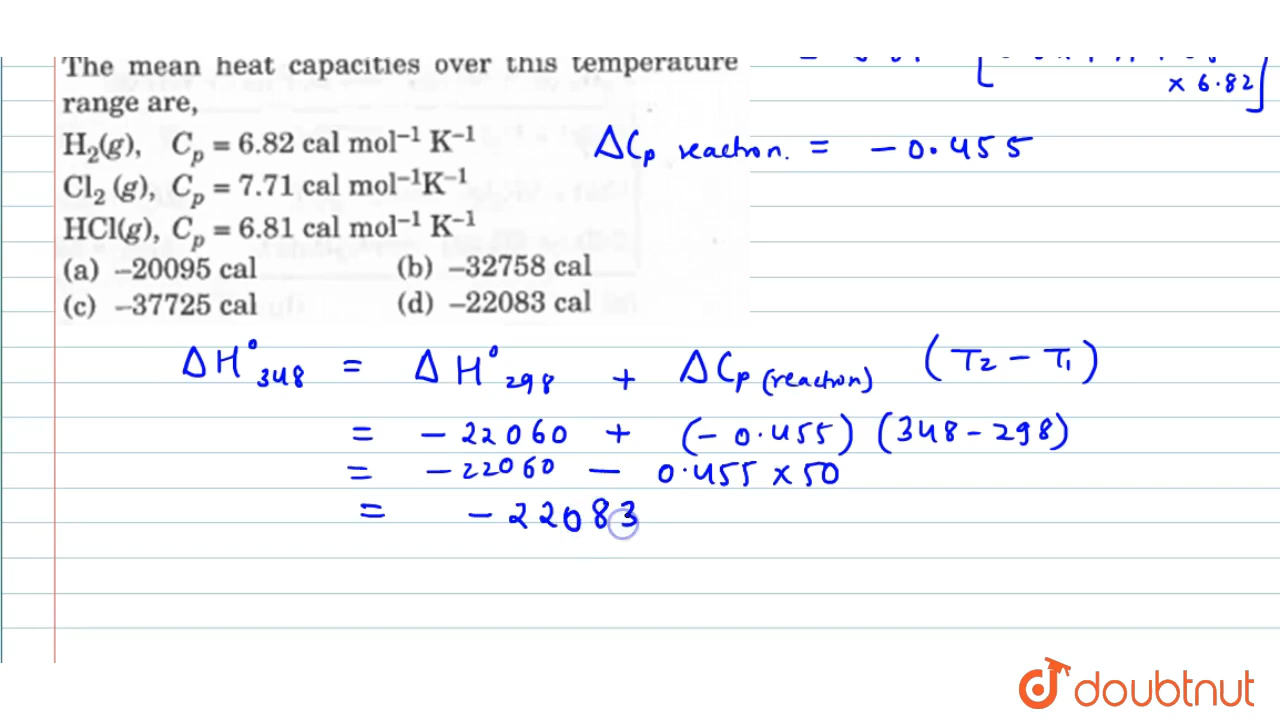 The mean heat capacities over this temperature
range are,
H₂(g), Cₚ = 6.82 cal mol⁻¹ K⁻¹
Cl₂ (g), Cₚ = 7.71 cal mol⁻¹K⁻¹
HCl(g), Cₚ = 6.81 cal mol⁻¹ K⁻¹
(a) –20095 cal (b) –32758 cal
(c) –37725 cal (d) –22083 cal
× 6.82]
ΔCₚ reaction. = - 0.455
ΔH°₃₄₈ = ΔH°₂₉₈ + ΔCₚ (reaction) (T₂ - T₁)
= - 22060 + (- 0.455) (348 - 298)
= - 22060 - 0.455 × 50
= - 22083
doubtnut